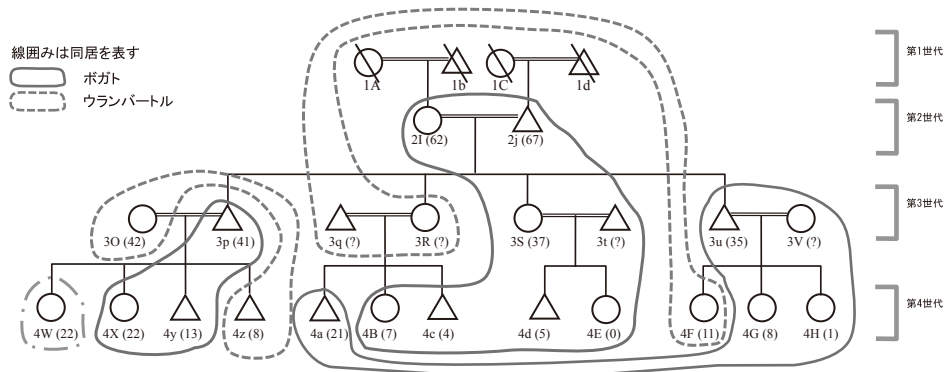 線囲みは同居を表す
ボガト
ウランバートル
第1世代
1A
1b
1C
1d
第2世代
2I (62)
2j (67)
第3世代
3O (42)
3p (41)
3q (?)
3R (?)
3S (37)
3t (?)
3u (35)
3V (?)
第4世代
4W (22)
4X (22)
4y (13)
4z (8)
4a (21)
4B (7)
4c (4)
4d (5)
4E (0)
4F (11)
4G (8)
4H (1)